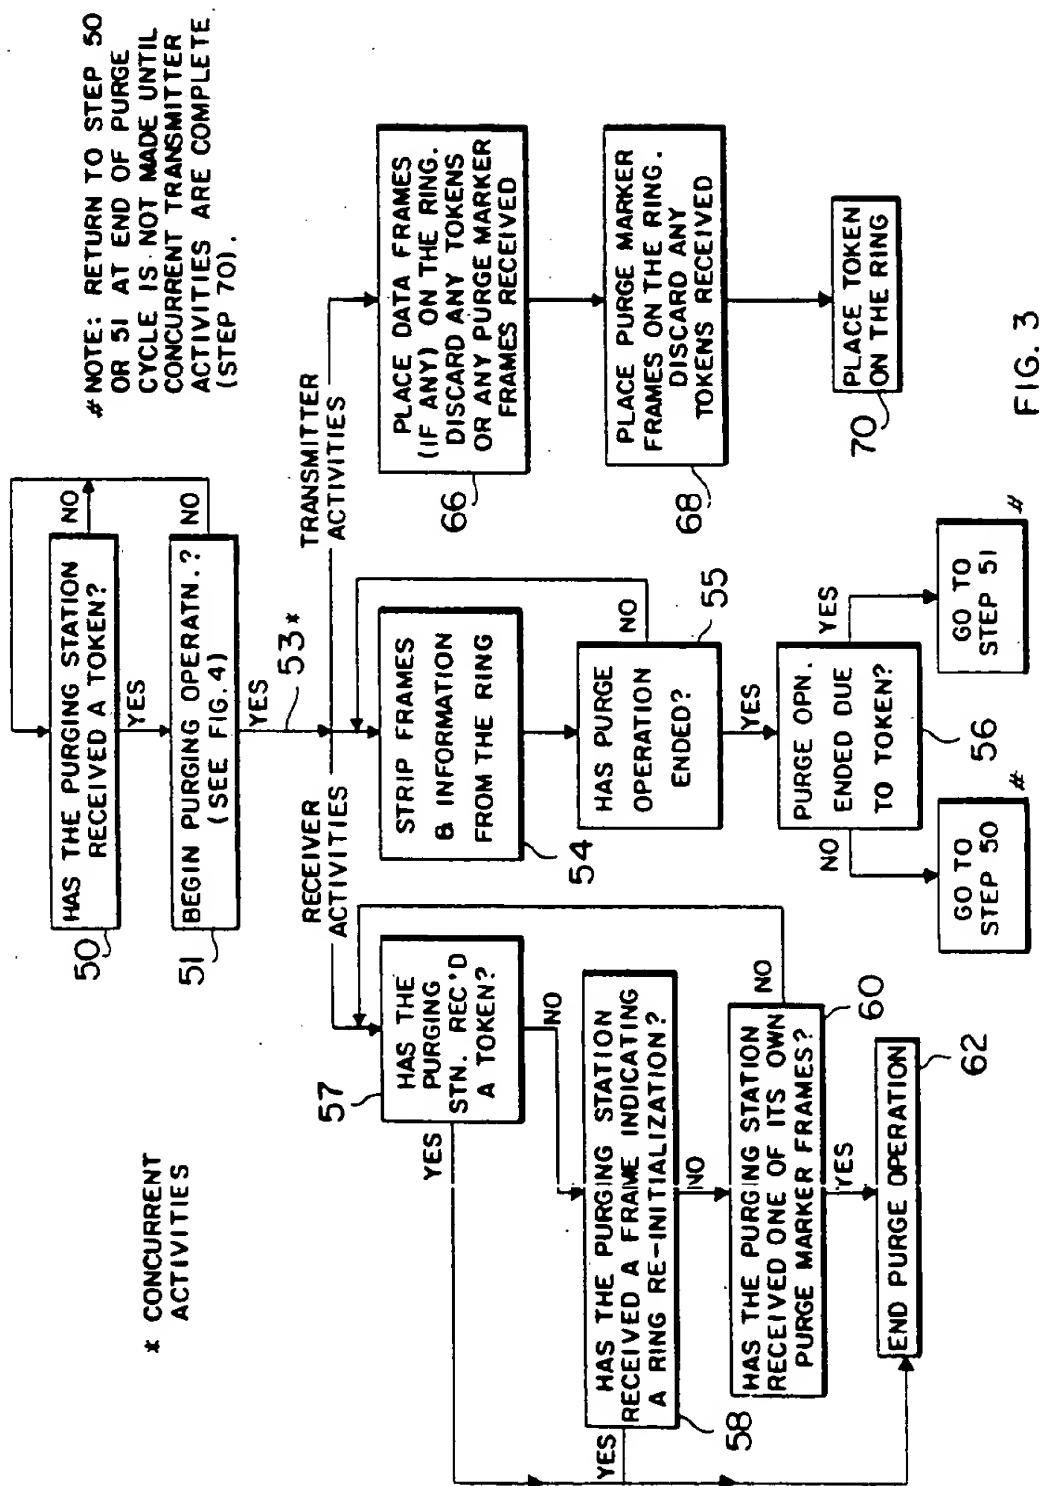 * CONCURRENT
ACTIVITIES
# NOTE: RETURN TO STEP 50
OR 51 AT END OF PURGE
CYCLE IS NOT MADE UNTIL
CONCURRENT TRANSMITTER
ACTIVITIES ARE COMPLETE
(STEP 70).
HAS THE PURGING STATION
RECEIVED A TOKEN?
50
NO
YES
BEGIN PURGING OPERATN.?
(SEE FIG. 4)
51
NO
YES
53*
RECEIVER
ACTIVITIES
TRANSMITTER
ACTIVITIES
HAS THE
PURGING
STN. REC'D
A TOKEN?
57
YES
NO
HAS THE PURGING STATION
RECEIVED A FRAME INDICATING
A RING RE-INITIALIZATION?
58
YES
NO
HAS THE PURGING STATION
RECEIVED ONE OF ITS OWN
PURGE MARKER FRAMES?
60
NO
YES
END PURGE OPERATION
62
STRIP FRAMES
& INFORMATION
FROM THE RING
54
HAS PURGE
OPERATION
ENDED?
55
NO
YES
PURGE OPN.
ENDED DUE
TO TOKEN?
56
NO
YES
GO TO
STEP 50
#
GO TO
STEP 51
#
PLACE DATA FRAMES
(IF ANY) ON THE RING.
DISCARD ANY TOKENS
OR ANY PURGE MARKER
FRAMES RECEIVED
66
PLACE PURGE MARKER
FRAMES ON THE RING.
DISCARD ANY
TOKENS RECEIVED
68
PLACE TOKEN
ON THE RING
70
FIG. 3